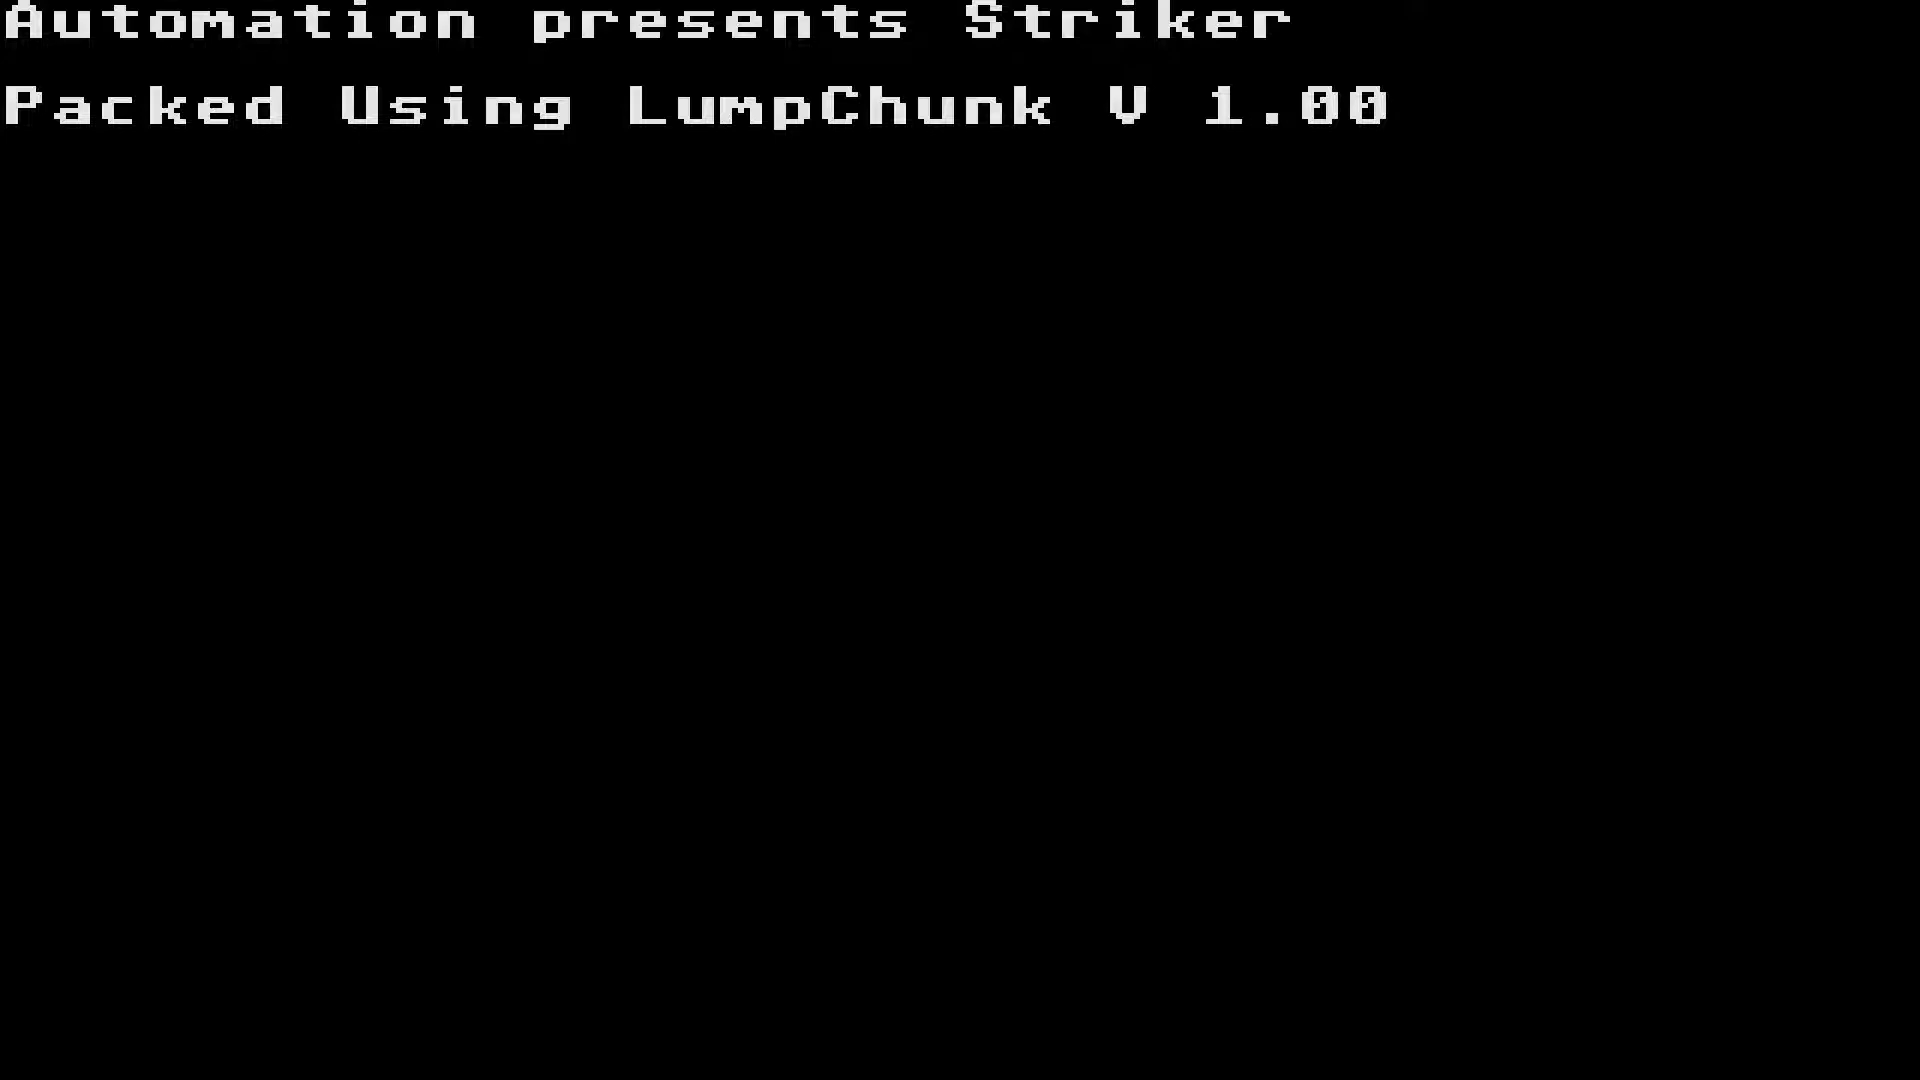 Automation presents Striker
Packed Using LumpChunk V 1.00